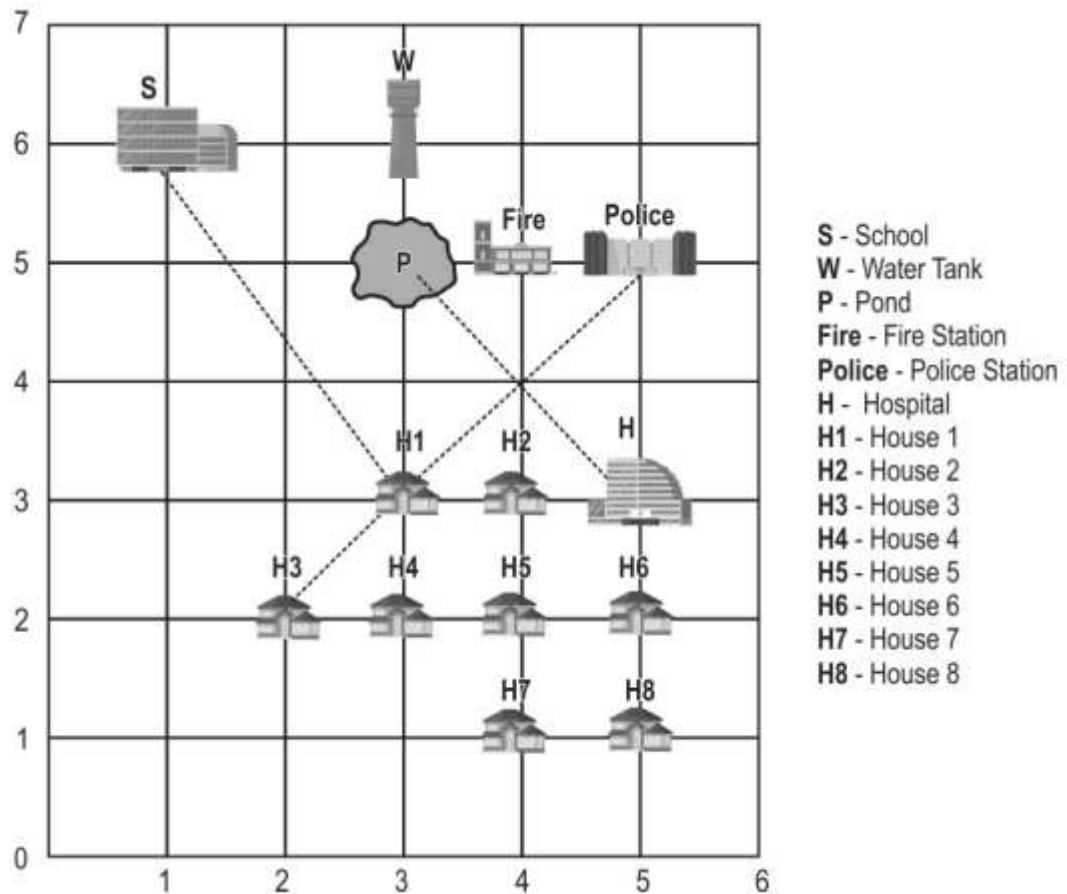 7
W
S
6
Fire Police
P
5
4
H1 H2 H
3
H3 H4 H5 H6
2
H7 H8
1
0
1 2 3 4 5 6
S - School
W - Water Tank
P - Pond
Fire - Fire Station
Police - Police Station
H - Hospital
H1 - House 1
H2 - House 2
H3 - House 3
H4 - House 4
H5 - House 5
H6 - House 6
H7 - House 7
H8 - House 8